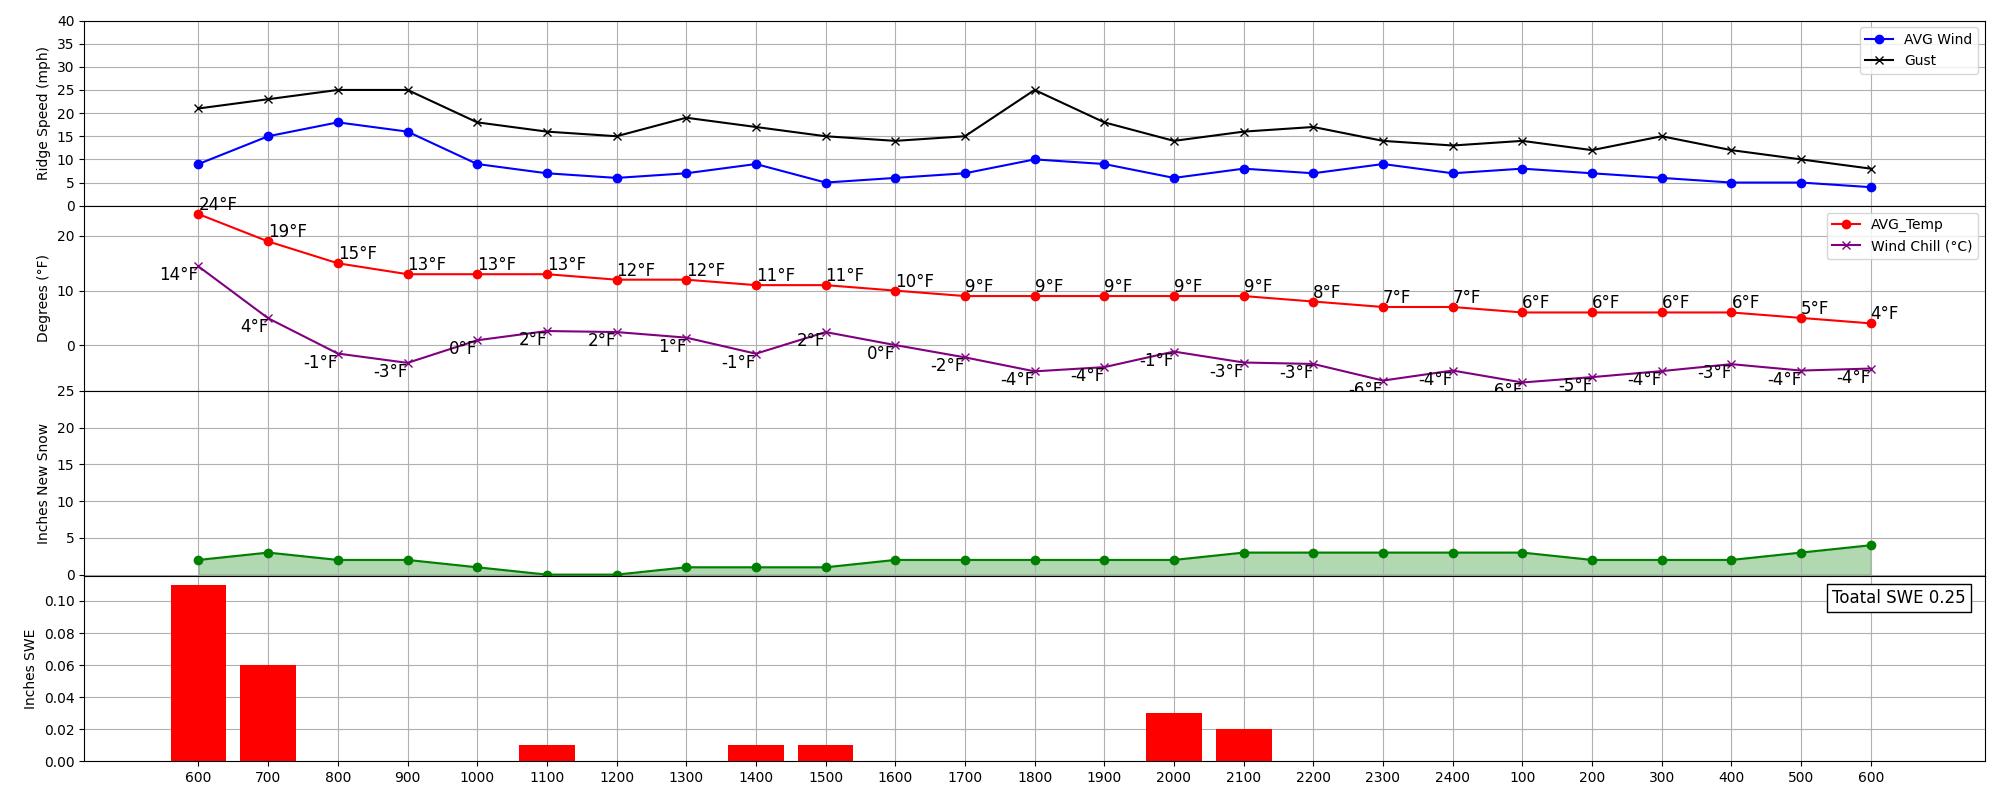 40
35
30
25
20
15
10
5
0
Ridge Speed (mph)
AVG Wind
Gust
20
10
0
Degrees (°F)
AVG_Temp
Wind Chill (°C)
24°F 19°F 15°F 13°F 13°F 13°F 12°F 12°F 11°F 11°F 10°F 9°F 9°F 9°F 9°F 9°F 8°F 7°F 7°F 6°F 6°F 6°F 6°F 5°F 4°F
14°F 4°F -1°F -3°F 0°F 2°F 2°F 1°F -1°F 2°F 0°F -2°F -4°F -4°F -1°F -3°F -3°F -6°F -4°F 6°F -5°F -4°F -3°F -4°F -4°F
25
20
15
10
5
0
Inches New Snow
0.10
0.08
0.06
0.04
0.02
0.00
Inches SWE
Toatal SWE 0.25
600 700 800 900 1000 1100 1200 1300 1400 1500 1600 1700 1800 1900 2000 2100 2200 2300 2400 100 200 300 400 500 600